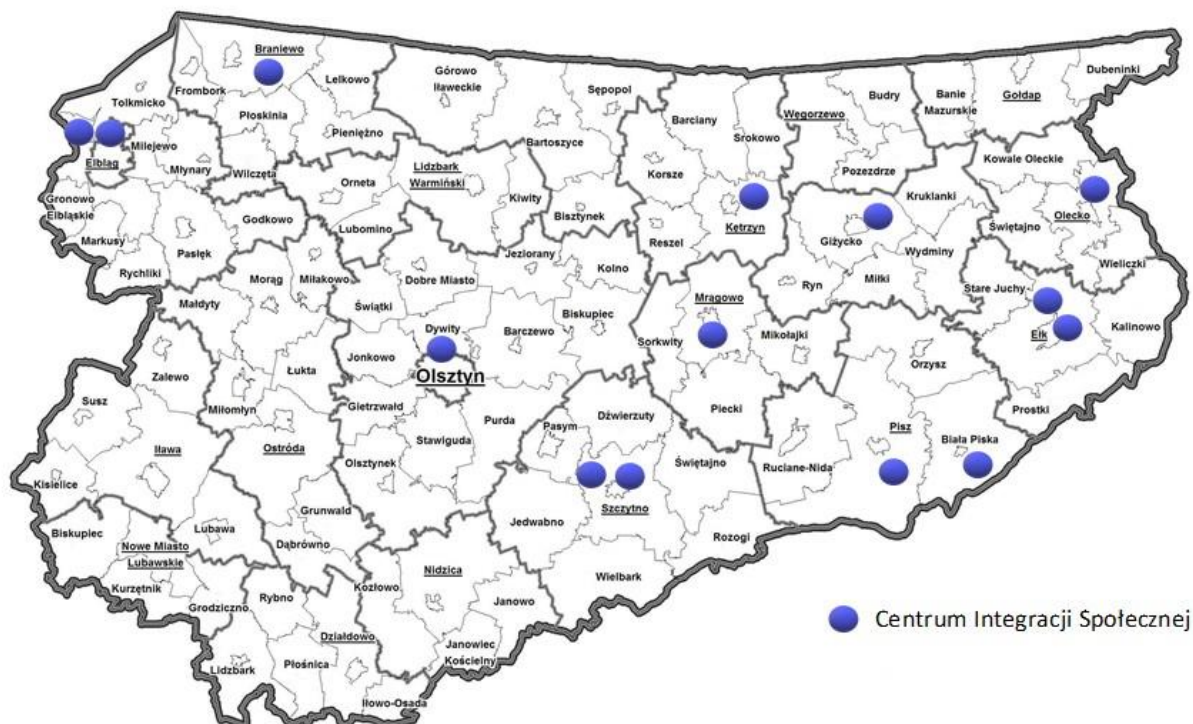 Braniewo
Frombork
Lelkowo
Tolkmicko
Płoskinia
Pieniężno
Górowo
Iławeckie
Sępopol
Bartoszyce
Barciany
Srokowo
Węgorzewo
Budry
Banie
Mazurskie
Gołdap
Dubeninki
Elbląg
Milejewo
Młynary
Wilczęta
Orneta
Lidzbark
Warmiński
Kiwity
Bisztynek
Korsze
Reszel
Kętrzyn
Pozezdrze
Kruklanki
Giżycko
Kowale Oleckie
Olecko
Świętajno
Wieliczki
Gronowo
Elbląskie
Markusy
Pasłęk
Rychliki
Godkowo
Lubomino
Jeziorany
Kolno
Dobre Miasto
Wydminy
Ryn
Miłki
Stare Juchy
Ełk
Kalinowo
Małdyty
Morąg
Miłakowo
Świątki
Dywity
Barczewo
Biskupiec
Mrągowo
Sorkwity
Mikołajki
Orzysz
Prostki
Zalewo
Łukta
Jonkowo
Olsztyn
Susz
Miłomłyn
Gietrzwałd
Stawiguda
Purda
Pasym
Dźwierzuty
Piecki
Pisz
Biała Piska
Iława
Ostróda
Olsztynek
Świętajno
Ruciane-Nida
Kisielice
Szczytno
Jedwabno
Rozogi
Biskupiec
Lubawa
Grunwald
Dąbrówno
Nowe Miasto
Lubawskie
Kurzętnik
Grodziczno
Rybno
Kozłowo
Nidzica
Janowo
Wielbark
Działdowo
Janowiec
Kościelny
Lidzbark
Płośnica
Iłowo-Osada
Centrum Integracji Społecznej